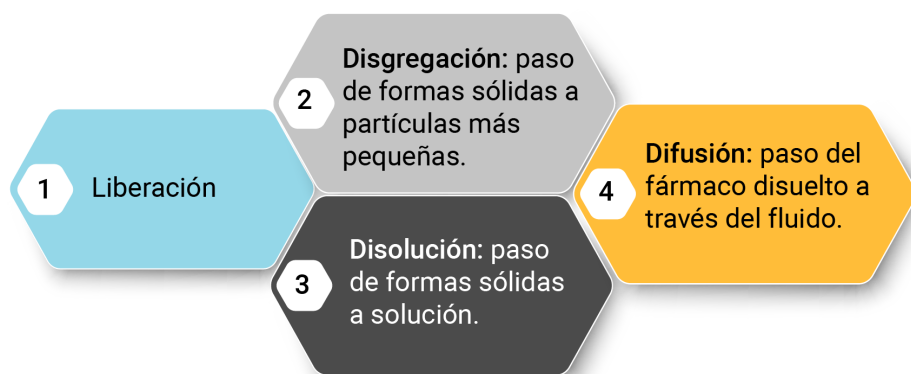 1
Liberación
2
Disgregación: paso
de formas sólidas a
partículas más
pequeñas.
3
Disolución: paso
de formas sólidas
a solución.
4
Difusión: paso del
fármaco disuelto a
través del fluido.